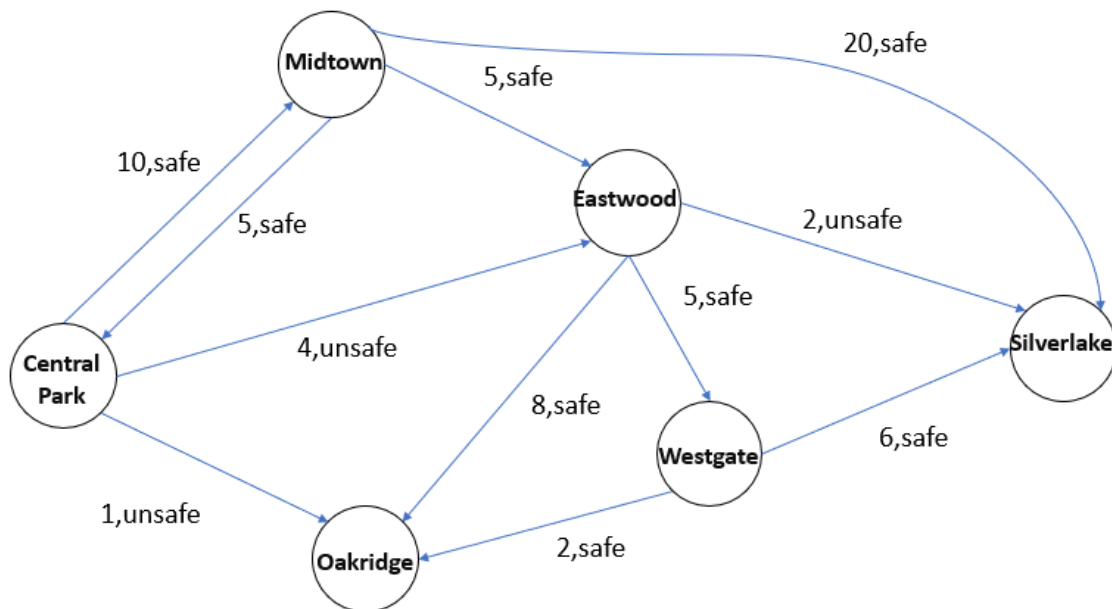 Midtown
20,safe
5,safe
10,safe
Eastwood
5,safe
2,unsafe
5,safe
4,unsafe
Silverlake
Central
Park
8,safe
6,safe
Westgate
1,unsafe
2,safe
Oakridge